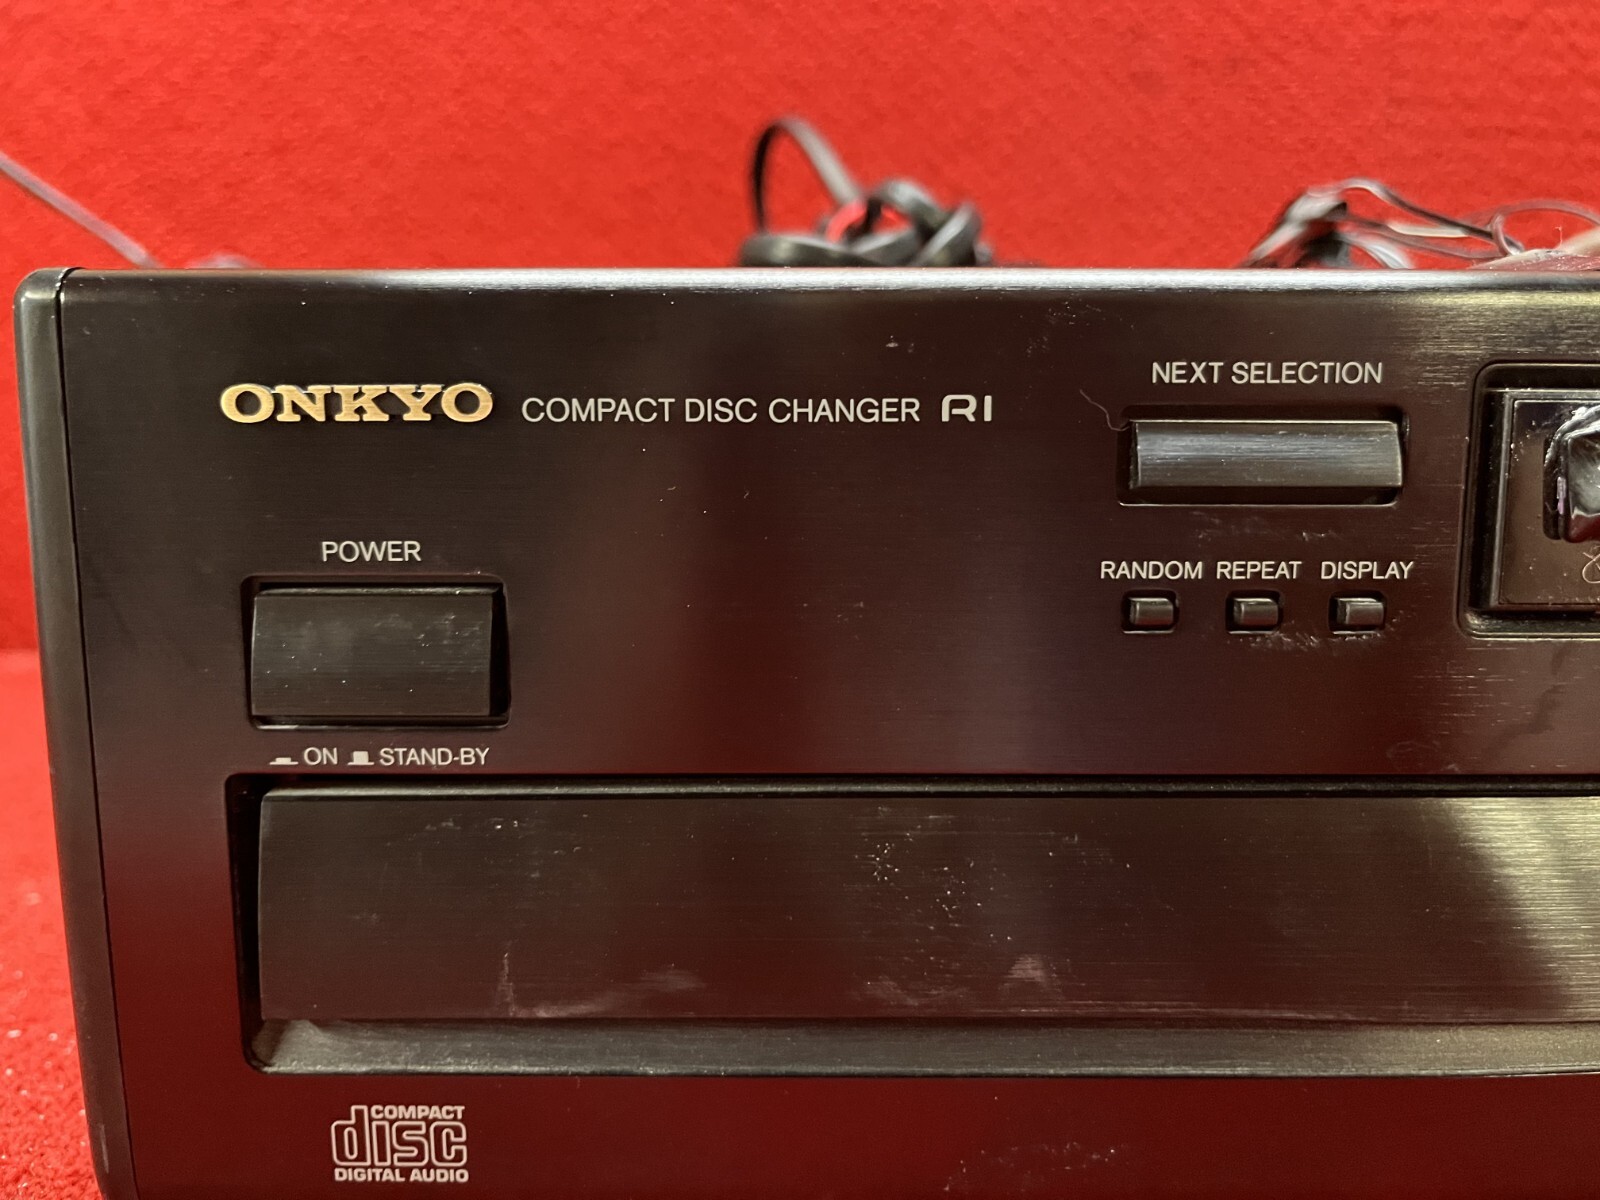 ONKYO COMPACT DISC CHANGER RI
NEXT SELECTION
POWER
RANDOM REPEAT DISPLAY
ON STAND-BY
COMPACT
disc
DIGITAL AUDIO